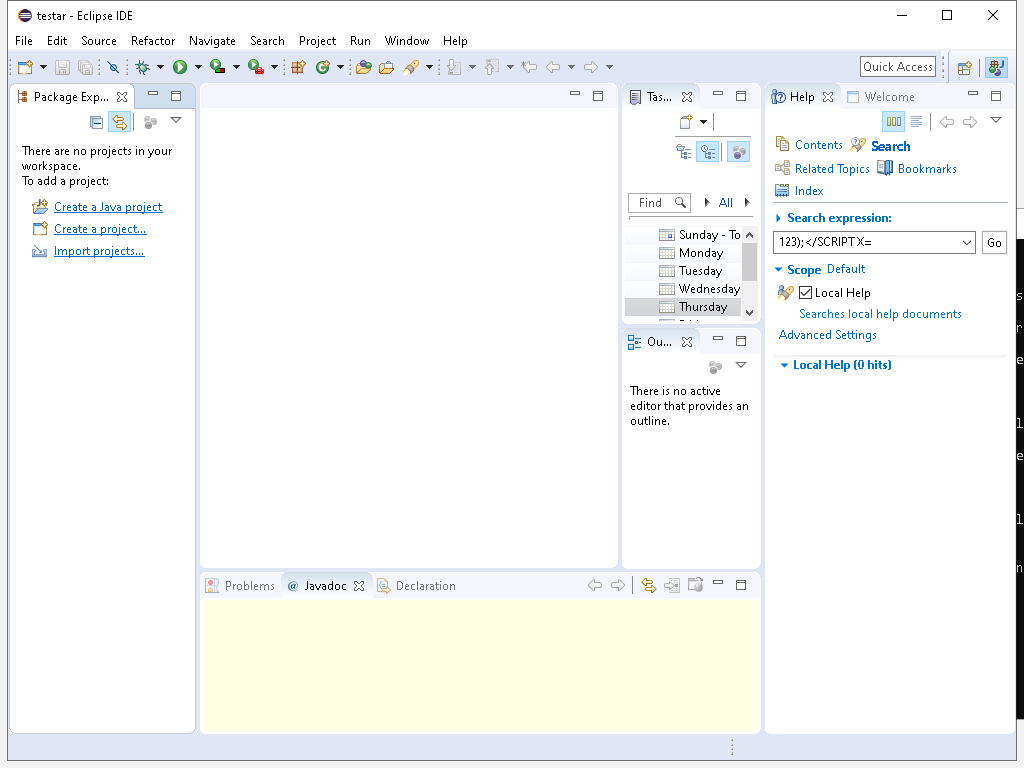 testar - Eclipse IDE
File Edit Source Refactor Navigate Search Project Run Window Help
Quick Access
Package Exp...
There are no projects in your
workspace.
To add a project:
Create a Java project
Create a project...
Import projects...
Tas...
Find
All
Sunday - To
Monday
Tuesday
Wednesday
Thursday
Ou...
There is no active
editor that provides an
outline.
Help
Welcome
Contents
Search
Related Topics
Bookmarks
Index
Search expression:
123);</SCRIPT X=
Go
Scope Default
Local Help
Searches local help documents
Advanced Settings
Local Help (0 hits)
Problems
@ Javadoc
Declaration